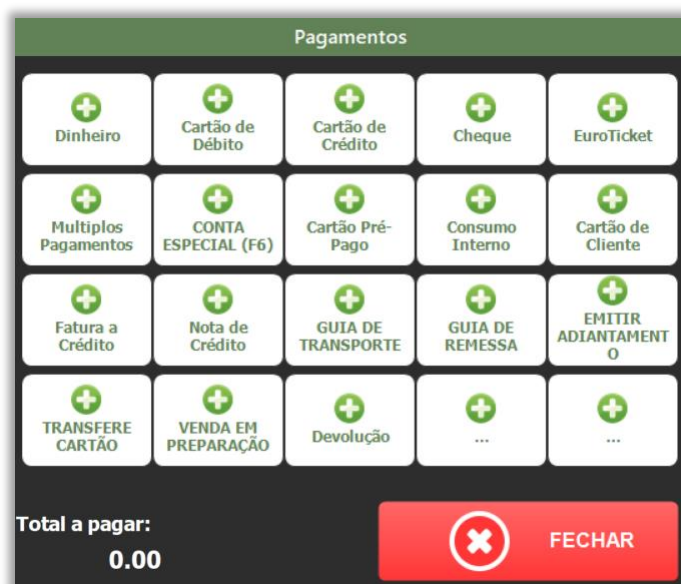 Pagamentos
Dinheiro
Cartão de
Débito
Cartão de
Crédito
Cheque
EuroTicket
Multiplos
Pagamentos
CONTA
ESPECIAL (F6)
Cartão Pré-
Pago
Consumo
Interno
Cartão de
Cliente
Fatura a
Crédito
Nota de
Crédito
GUIA DE
TRANSPORTE
GUIA DE
REMESSA
EMITIR
ADIANTAMENT
O
TRANSFERE
CARTÃO
VENDA EM
PREPARAÇÃO
Devolução
...
...
Total a pagar:
0.00
FECHAR